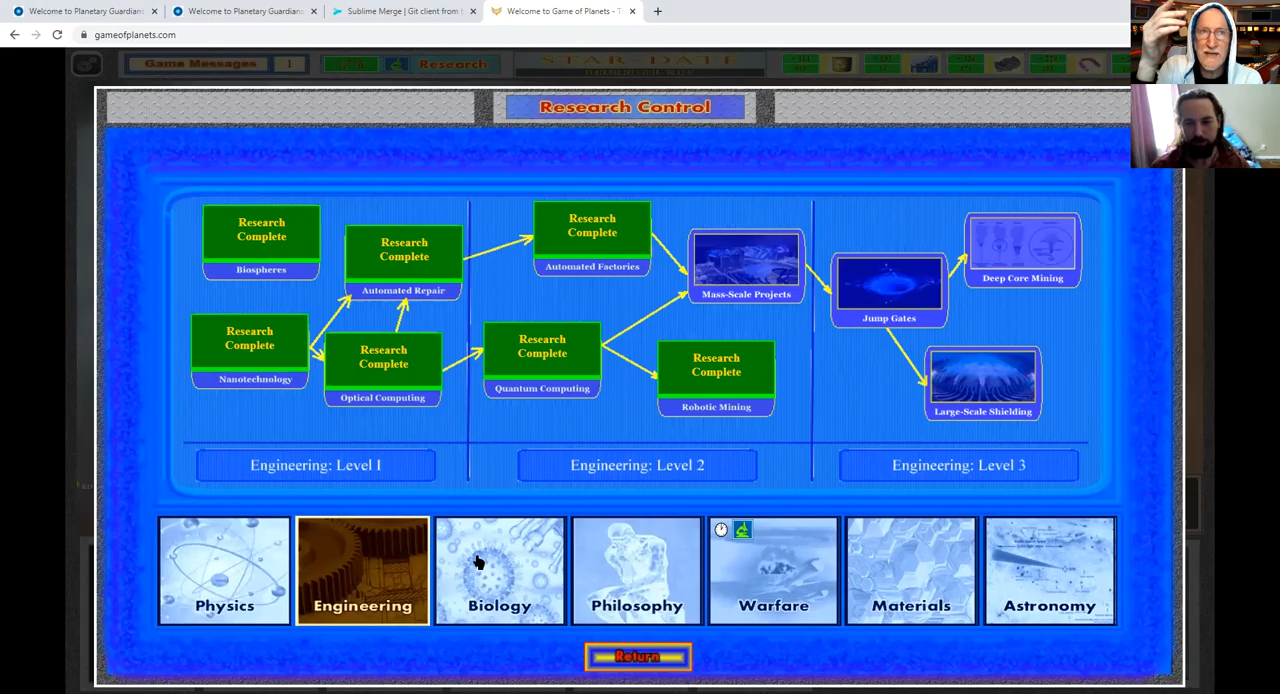 Welcome to Planetary Guardians
Welcome to Planetary Guardians
Sublime Merge | Git client from t
Welcome to Game of Planets - T
gameofplanets.com
Game Messages
1
Research
STAR-DATE
Research Control
Research
Complete
Biospheres
Research
Complete
Automated Repair
Research
Complete
Automated Factories
Mass-Scale Projects
Jump Gates
Deep Core Mining
Research
Complete
Nanotechnology
Research
Complete
Optical Computing
Research
Complete
Quantum Computing
Research
Complete
Robotic Mining
Large-Scale Shielding
Engineering: Level 1
Engineering: Level 2
Engineering: Level 3
Physics
Engineering
Biology
Philosophy
Warfare
Materials
Astronomy
Return